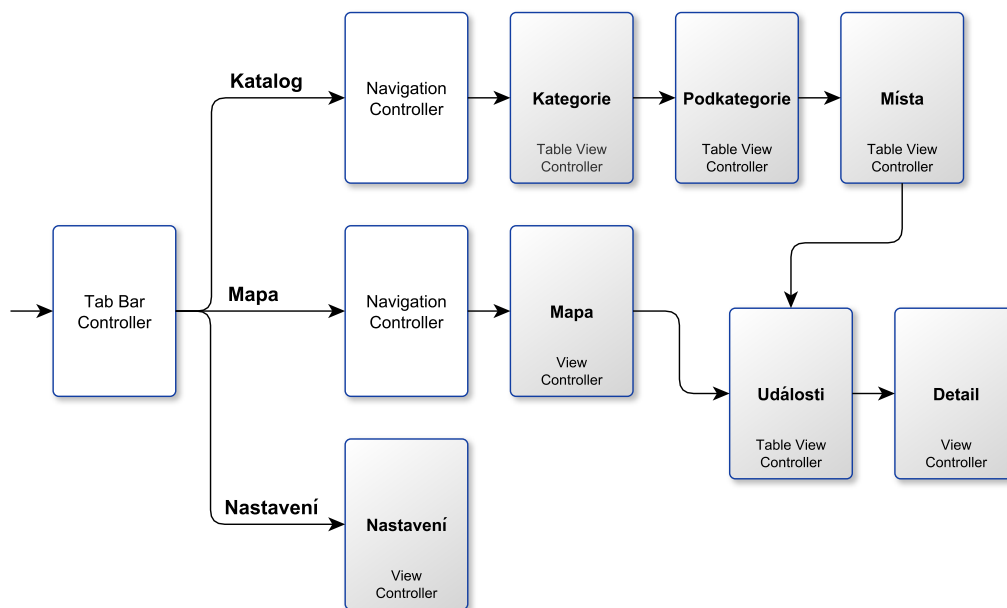 Katalog
Navigation
Controller
Kategorie
Table View
Controller
Podkategorie
Table View
Controller
Místa
Table View
Controller
Tab Bar
Controller
Mapa
Navigation
Controller
Mapa
View
Controller
Události
Table View
Controller
Detail
View
Controller
Nastavení
Nastavení
View
Controller